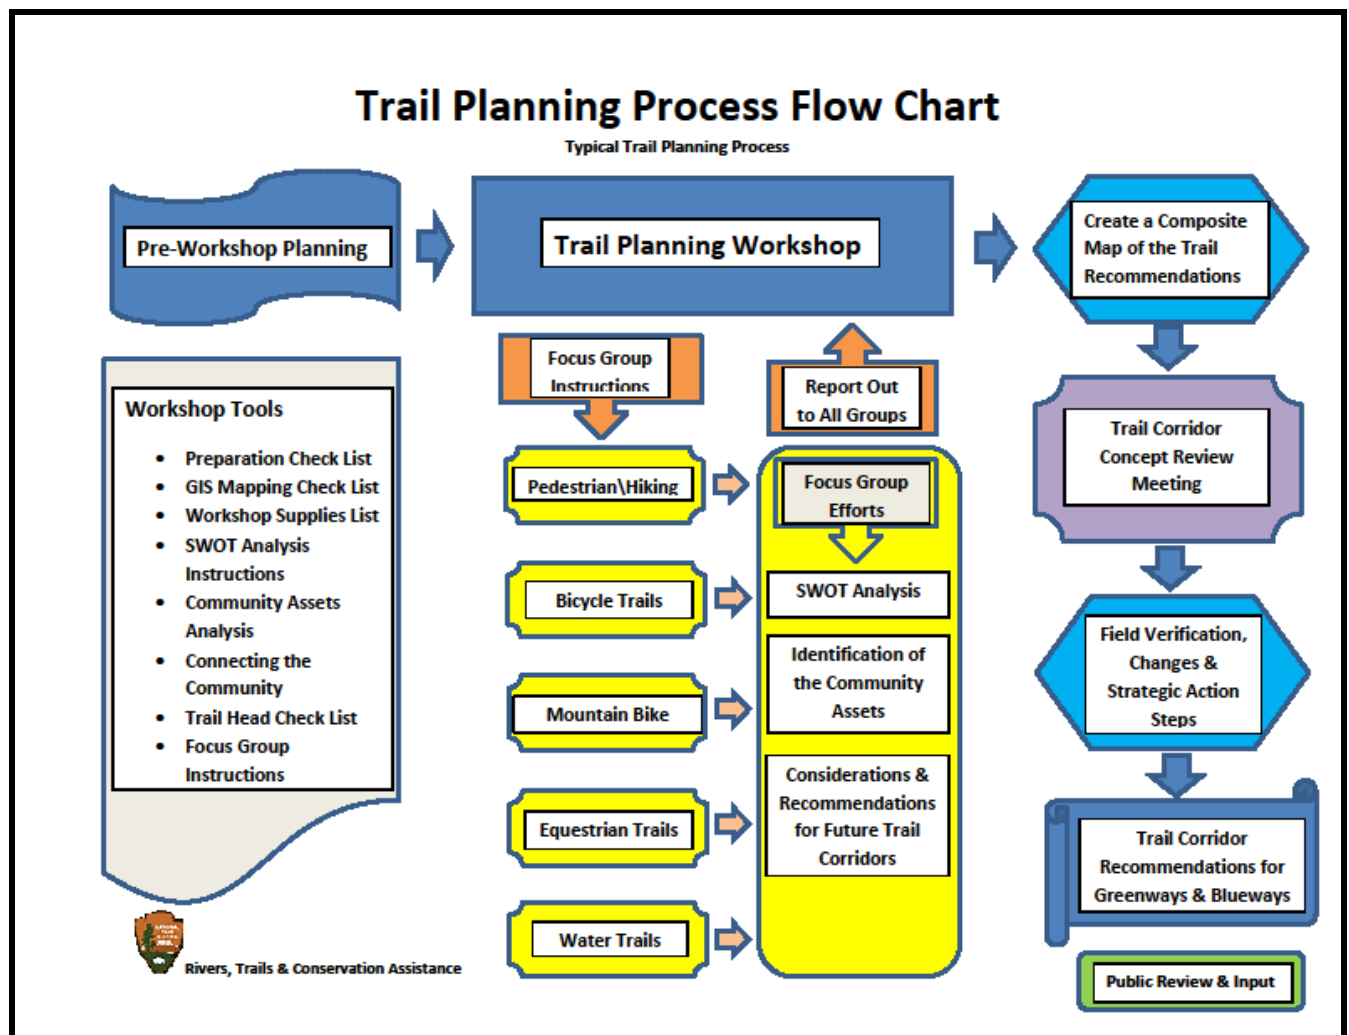 Trail Planning Process Flow Chart
Typical Trail Planning Process
Pre-Workshop Planning
Trail Planning Workshop
Create a Composite
Map of the Trail
Recommendations
Workshop Tools
• Preparation Check List
• GIS Mapping Check List
• Workshop Supplies List
• SWOT Analysis
Instructions
• Community Assets
Analysis
• Connecting the
Community
• Trail Head Check List
• Focus Group
Instructions
Focus Group
Instructions
Report Out
to All Groups
Pedestrian\Hiking
Bicycle Trails
Mountain Bike
Equestrian Trails
Water Trails
Focus Group
Efforts
SWOT Analysis
Identification of
the Community
Assets
Considerations &
Recommendations
for Future Trail
Corridors
Trail Corridor
Concept Review
Meeting
Field Verification,
Changes &
Strategic Action
Steps
Trail Corridor
Recommendations for
Greenways & Blueways
Public Review & Input
Rivers, Trails & Conservation Assistance